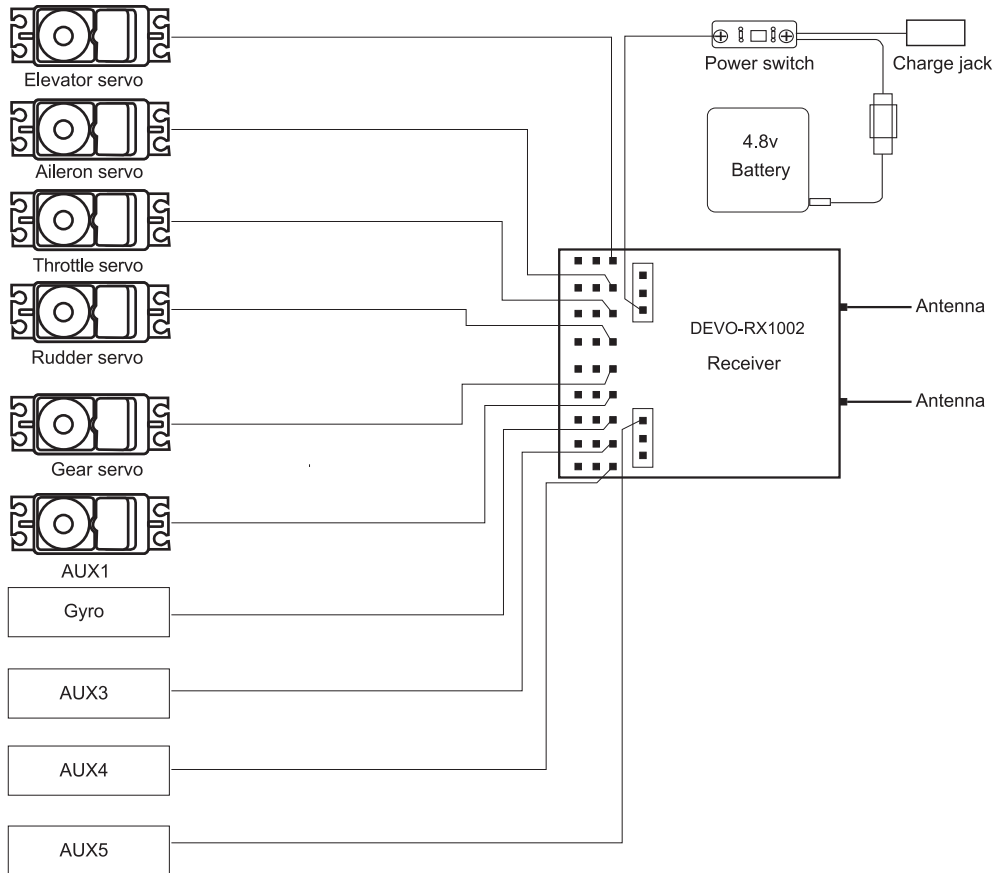 Elevator servo
Power switch
Charge jack
4.8v
Battery
Aileron servo
Throttle servo
Antenna
DEVO-RX1002
Receiver
Rudder servo
Antenna
Gear servo
AUX1
Gyro
AUX3
AUX4
AUX5